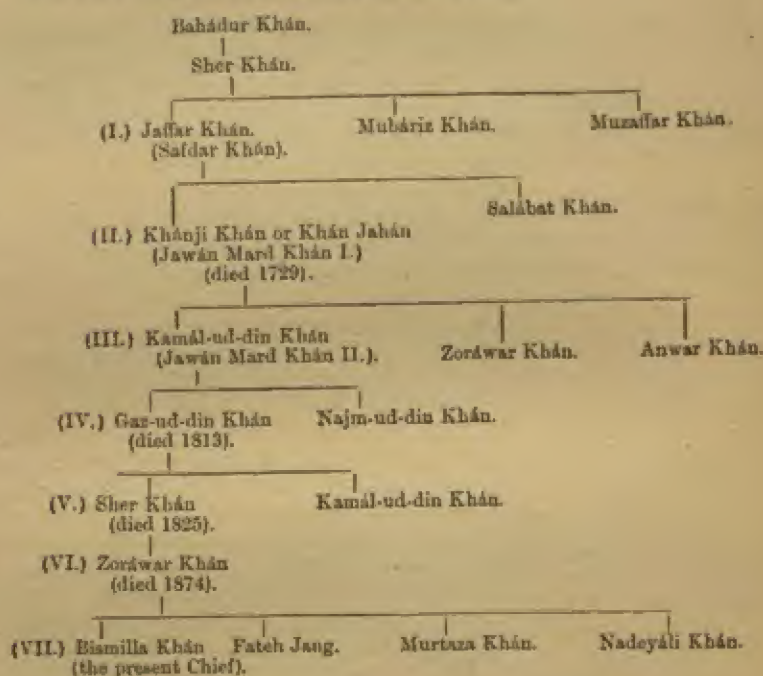 Bahádur Khán.
Sher Khán.
(I.) Jaffar Khán. Mubáriz Khán. Muzaffar Khán.
(Safdar Khán).
Salábat Khán.
(II.) Khánji Khán or Khán Jahán
(Jawán Mard Khán I.)
(died 1729).
(III.) Kamál-ud-din Khán Zoráwar Khán. Anwar Khán.
(Jawán Mard Khán II.).
(IV.) Gaz-ud-din Khán Najm-ud-din Khán.
(died 1813).
(V.) Sher Khán Kamál-ud-din Khán.
(died 1825).
(VI.) Zoráwar Khán
(died 1874).
(VII.) Bismilla Khán Fateh Jang. Murtaza Khán. Nadeyáli Khán.
(the present Chief).